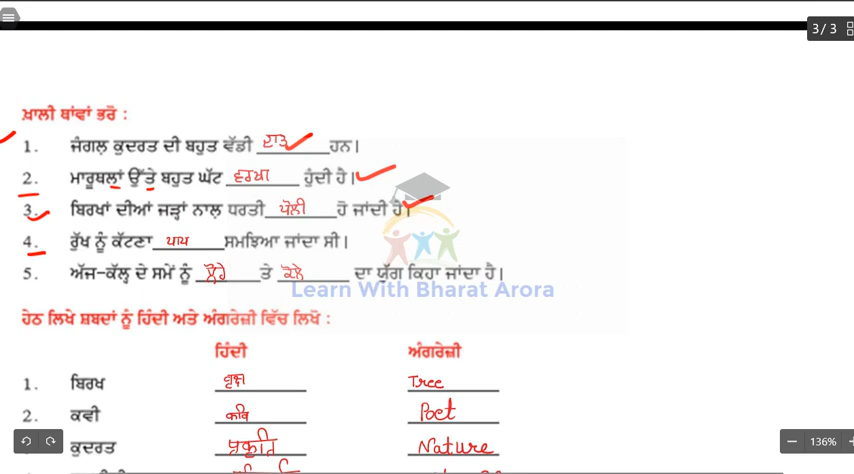 3 / 3
ਖ਼ਾਲੀ ਥਾਂਵਾਂ ਭਰੋ :
1. ਜੰਗਲ ਕੁਦਰਤ ਦੀ ਬਹੁਤ ਵੱਡੀ ਦਾਤ ਹਨ।
2. ਮਾਰੂਥਲਾਂ ਉੱਤੇ ਬਹੁਤ ਘੱਟ ਵਰਖਾ ਹੁੰਦੀ ਹੈ।
3. ਬਿਰਖਾਂ ਦੀਆਂ ਜੜ੍ਹਾਂ ਨਾਲ਼ ਧਰਤੀ ਪੋਲੀ ਹੋ ਜਾਂਦੀ ਹੈ।
4. ਰੁੱਖ ਨੂੰ ਕੱਟਣਾ ਪਾਪ ਸਮਝਿਆ ਜਾਂਦਾ ਸੀ।
5. ਅੱਜ-ਕੱਲ੍ਹ ਦੇ ਸਮੇਂ ਨੂੰ ਲੋਹੇ ਤੇ ਕੋਲੇ ਦਾ ਯੁੱਗ ਕਿਹਾ ਜਾਂਦਾ ਹੈ।
Learn With Bharat Arora
ਹੇਠ ਲਿਖੇ ਸ਼ਬਦਾਂ ਨੂੰ ਹਿੰਦੀ ਅਤੇ ਅੰਗਰੇਜ਼ੀ ਵਿੱਚ ਲਿਖੋ :
ਹਿੰਦੀ ਅੰਗਰੇਜ਼ੀ
1. ਬਿਰਖ वृक्ष Tree
2. ਕਵੀ कवि Poet
ਕੁਦਰਤ प्रकृति Nature
136%